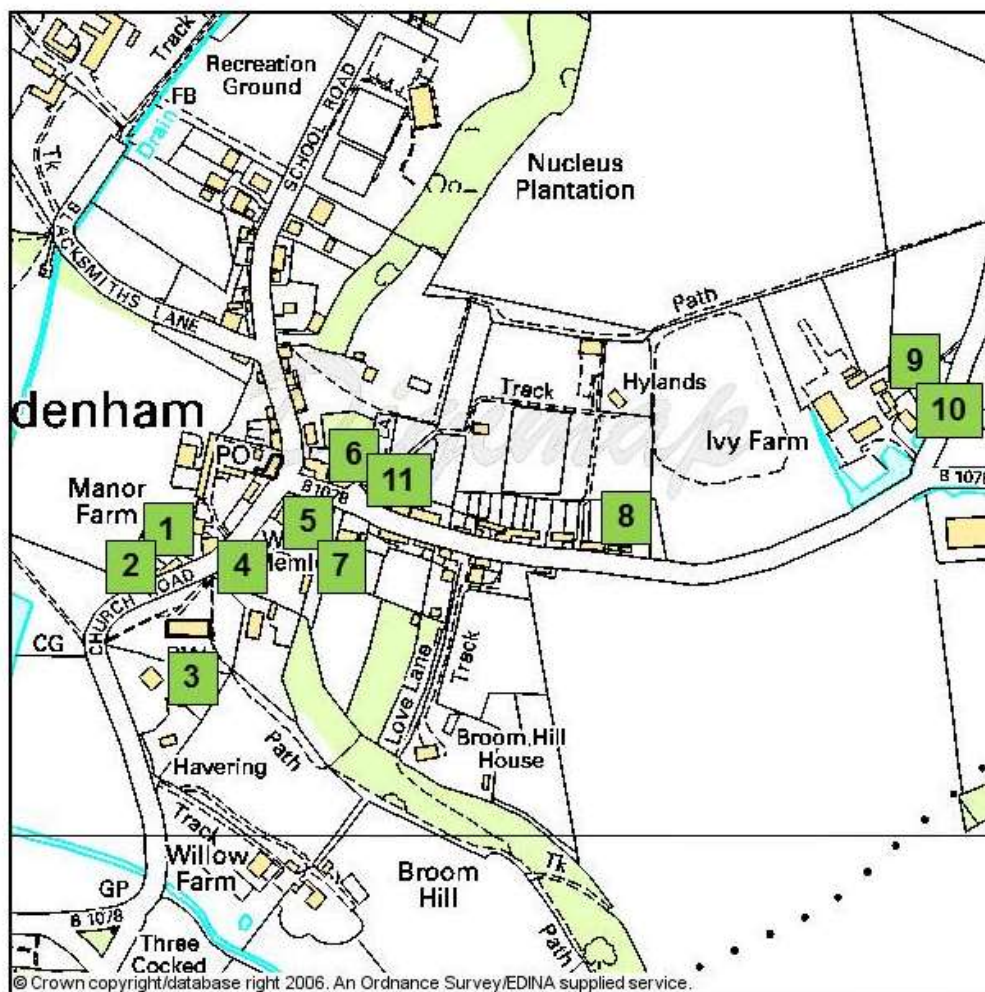 Track
Recreation
Ground
SCHOOL ROAD
FB
Drain
Tk
Nucleus
Plantation
BLACKSMITHS LANE
Path
denham
Track
Hylands
Ivy Farm
9
10
PO
6
11
B 1078
B 1078
Manor
Farm
1
5
8
2
4
7
CHURCH ROAD
CG
3
Love Lane
Track
Path
Broom Hill
House
Havering
Track
Willow
Farm
Broom
Hill
Tk
GP
B 1078
Three
Cocked
Path
Digimap
© Crown copyright/database right 2006. An Ordnance Survey/EDINA supplied service.